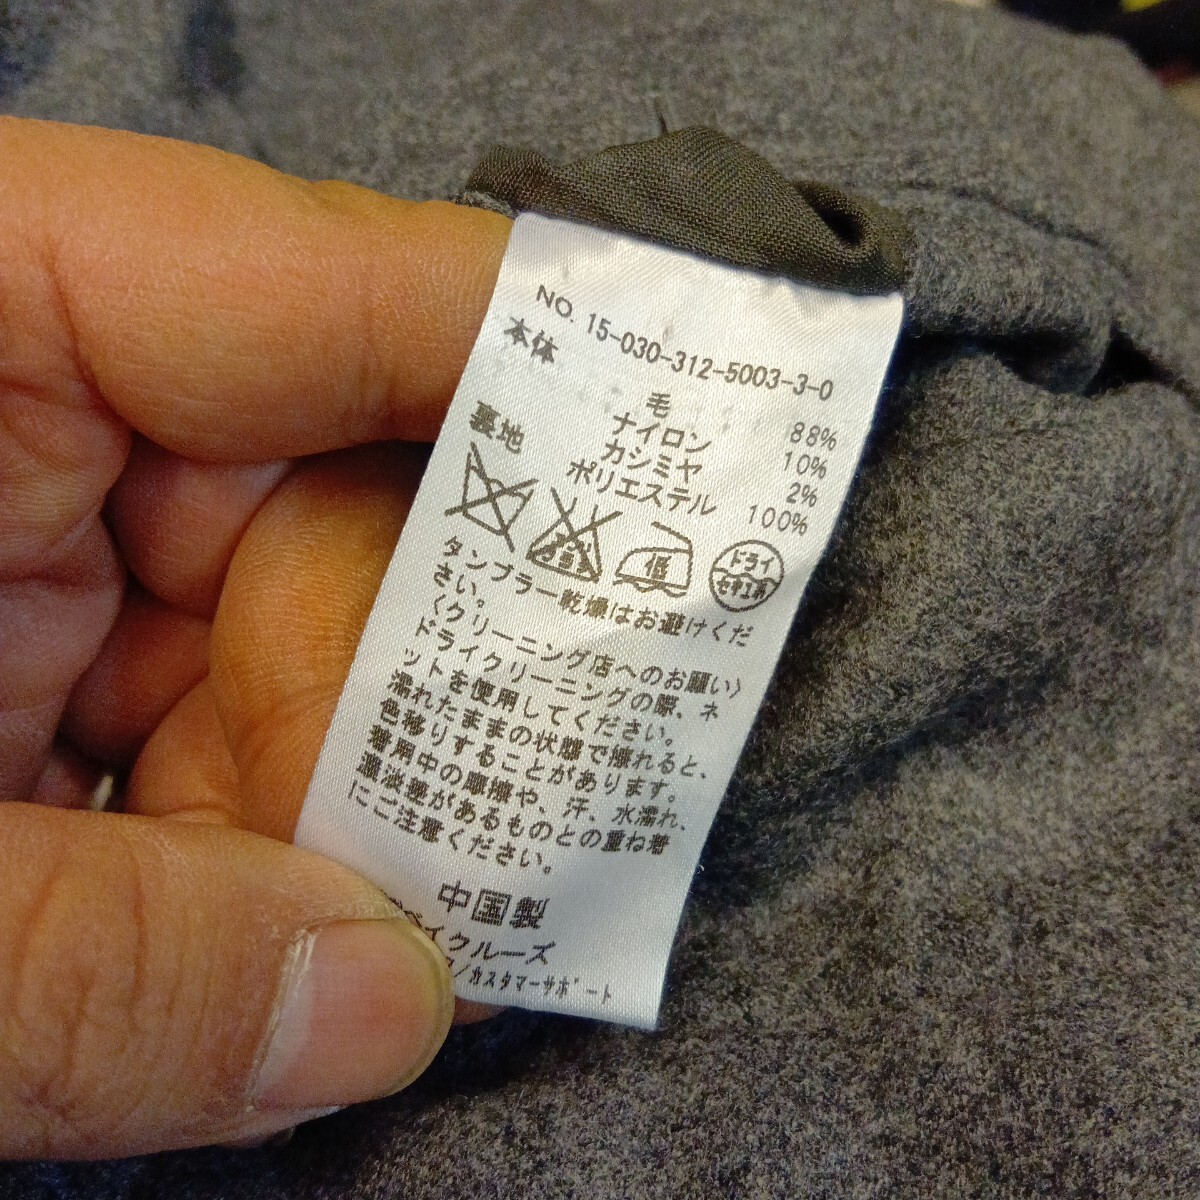 NO. 15-030-312-5003-3-0
本体
毛 88%
ナイロン 10%
カシミヤ 2%
裏地 ポリエステル 100%
低
ドライ
セキユ系
タンブラー乾燥はお避けくだ
さい。
〈クリーニング店へのお願い〉
ドライクリーニングの際、ネ
ットを使用してください。
濡れたままの状態で擦れると、
色移りすることがあります。
着用中の摩擦や、汗、水濡れ、
濃淡差があるものとの重ね着
にご注意ください。
中国製
ベイクルーズ
/カスタマーサポート